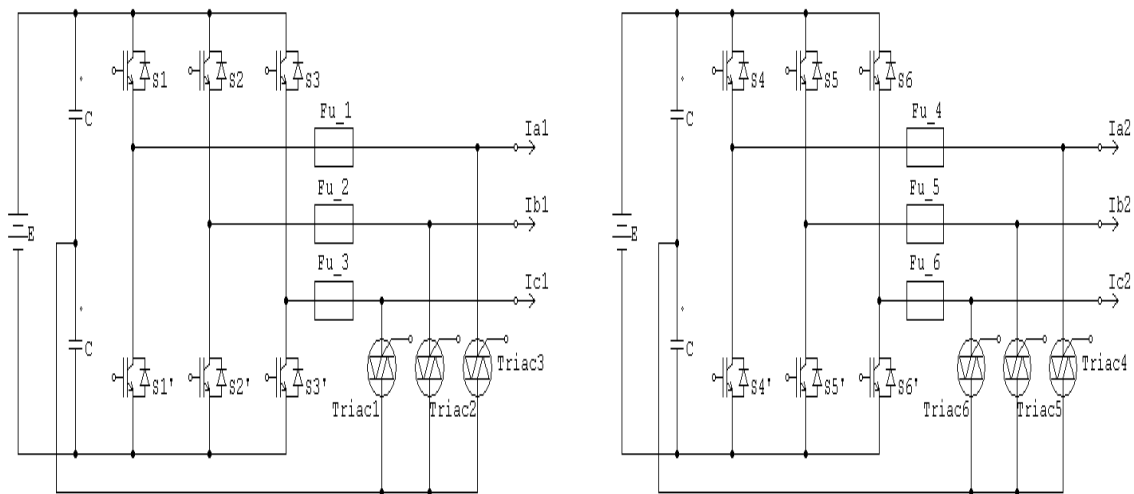 S1 S2 S3
C
Fu_1
Ia1
Fu_2
Ib1
E
Fu_3
Ic1
C
S1' S2' S3'
Triac3
Triac1 Triac2
S4 S5 S6
C
Fu_4
Ia2
Fu_5
Ib2
E
Fu_6
Ic2
C
S4' S5' S6'
Triac4
Triac6 Triac5